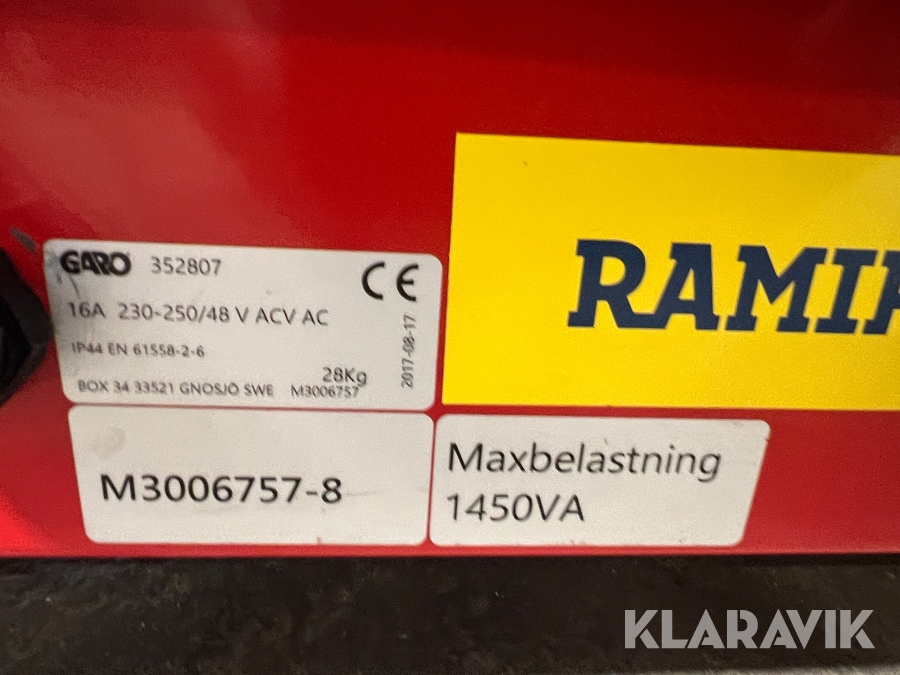 GARO 352807
CE
16A 230-250/48 V ACV AC
IP44 EN 61558-2-6
28Kg
BOX 34 33521 GNOSJÖ SWE M3006757
2017-08-17
M3006757-8
Maxbelastning
1450VA
KLARAVIK